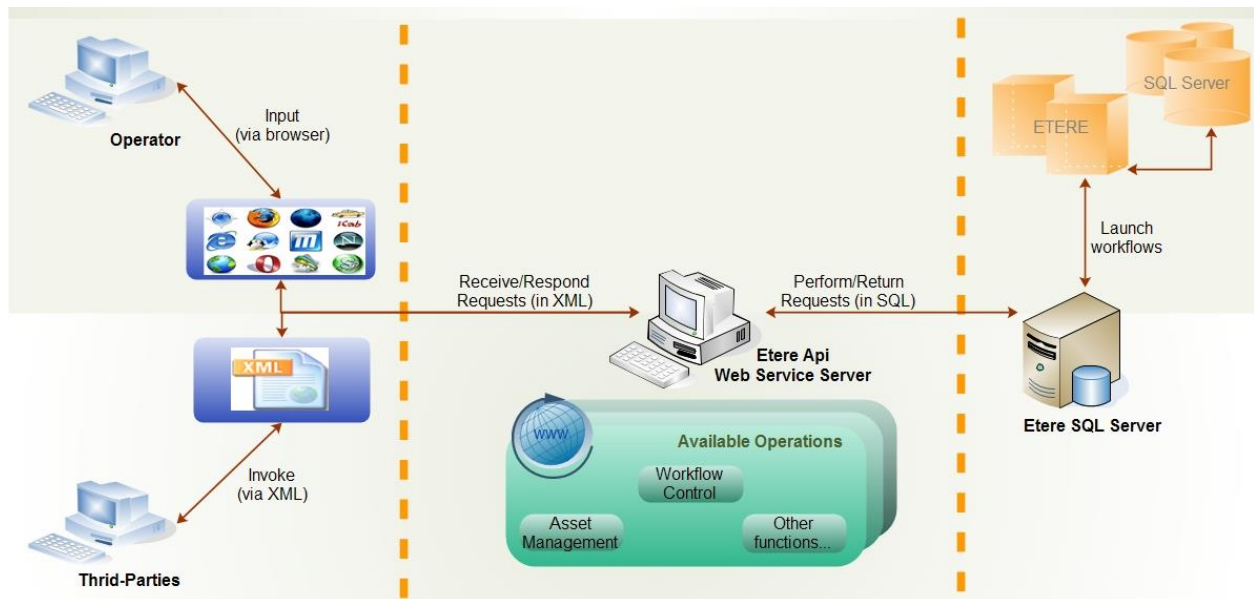 Operator
Input
(via browser)
iCab
XML
Invoke
(via XML)
Thrid-Parties
Receive/Respond
Requests (in XML)
Etere Api
Web Service Server
Perform/Return
Requests (in SQL)
www.
Available Operations
Workflow
Control
Asset
Management
Other
functions...
SQL Server
ETERE
Launch
workflows
Etere SQL Server